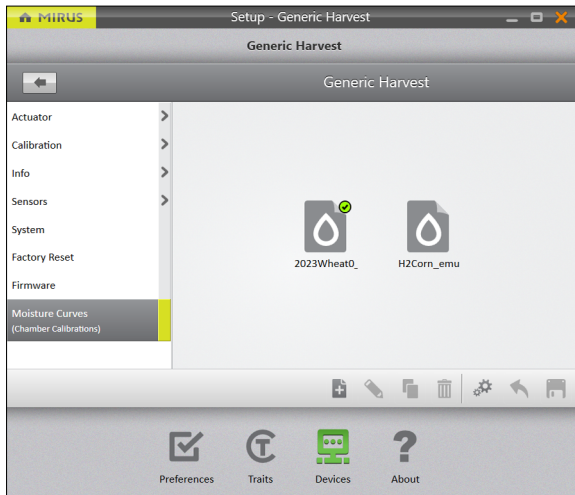 MIRUS
Setup - Generic Harvest
Generic Harvest
Generic Harvest
Actuator
Calibration
Info
Sensors
System
Factory Reset
Firmware
Moisture Curves
(Chamber Calibrations)
2023Wheat0_
H2Corn_emu
Preferences
Traits
Devices
About